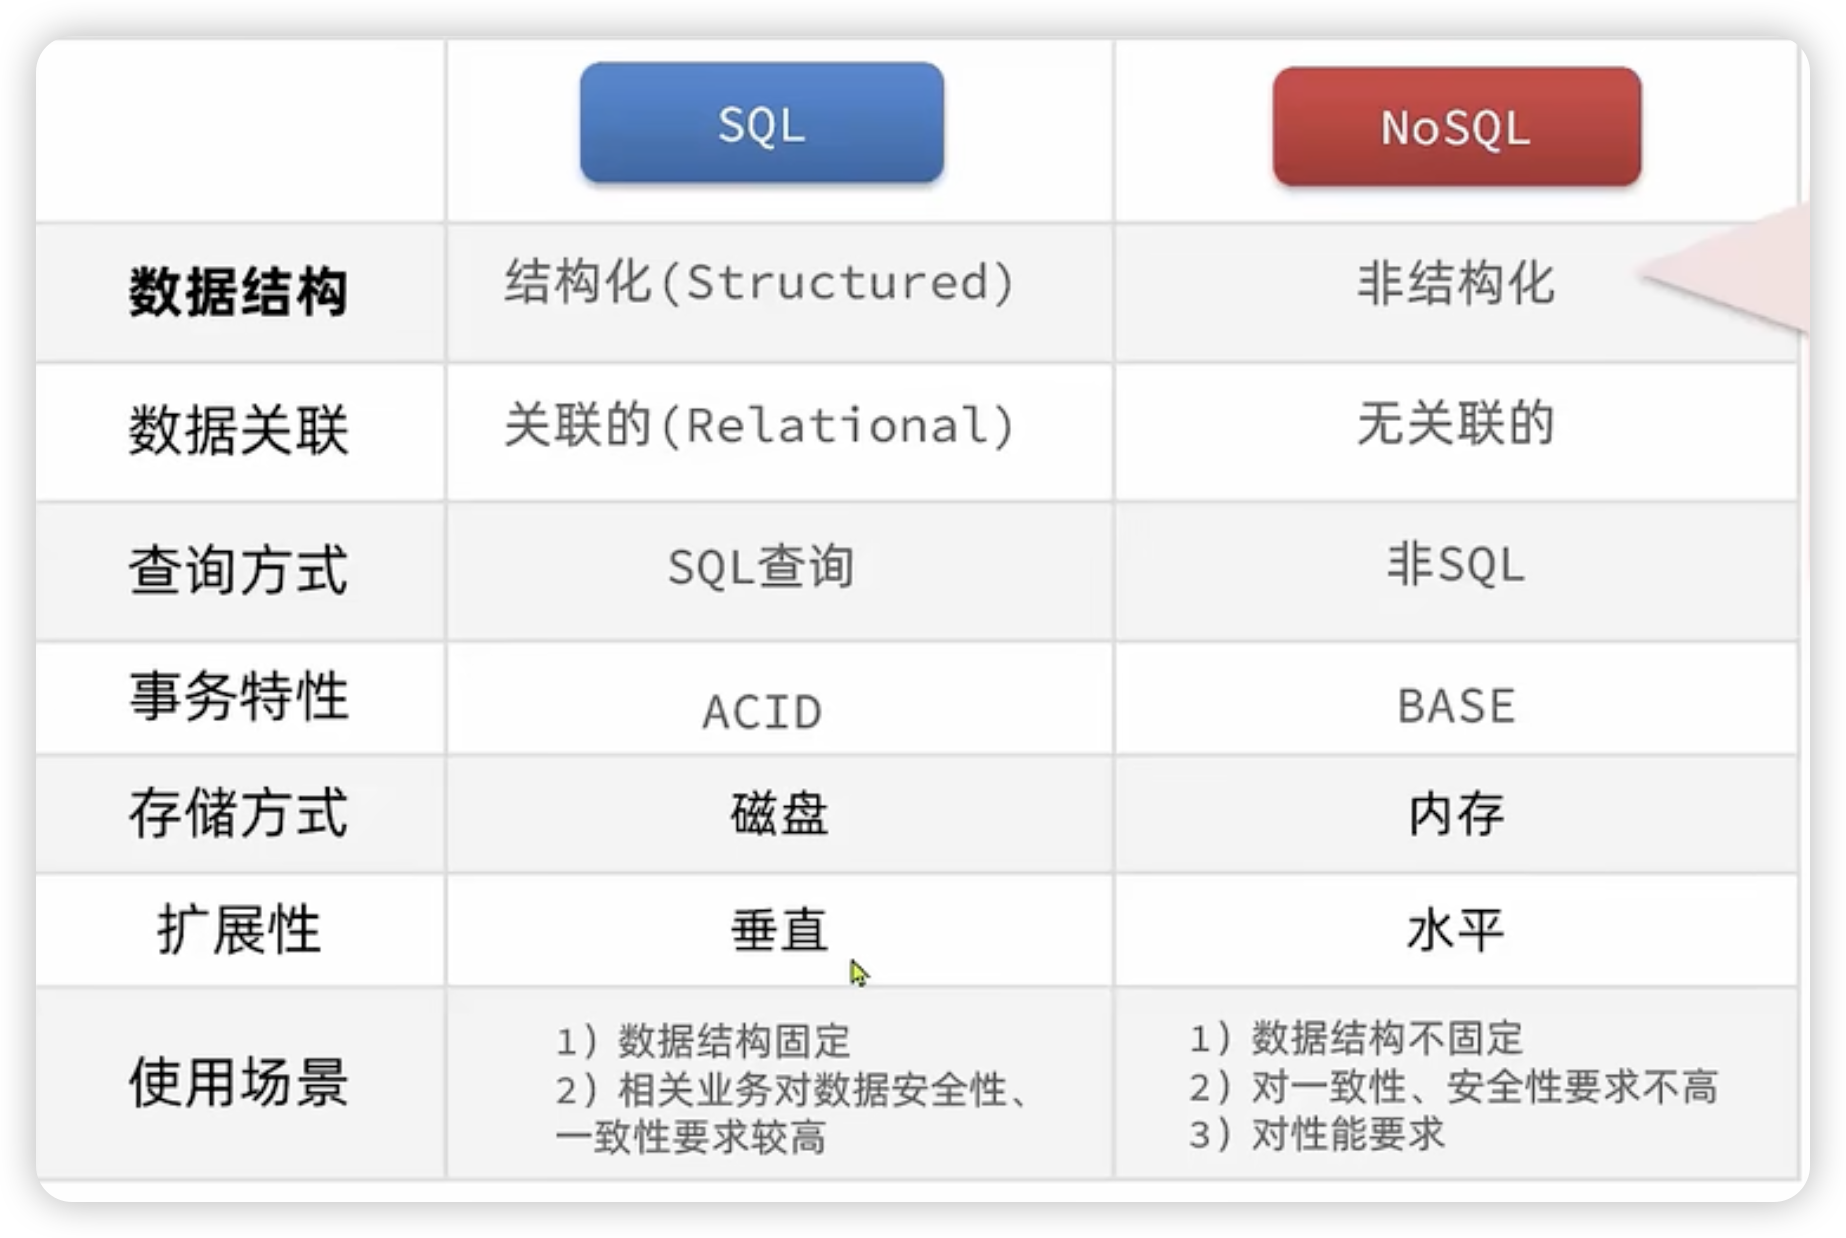 SQL NoSQL
数据结构 结构化(Structured) 非结构化
数据关联 关联的(Relational) 无关联的
查询方式 SQL查询 非SQL
事务特性 ACID BASE
存储方式 磁盘 内存
扩展性 垂直 水平
使用场景
1) 数据结构固定
2) 相关业务对数据安全性、
一致性要求较高
1) 数据结构不固定
2) 对一致性、安全性要求不高
3) 对性能要求